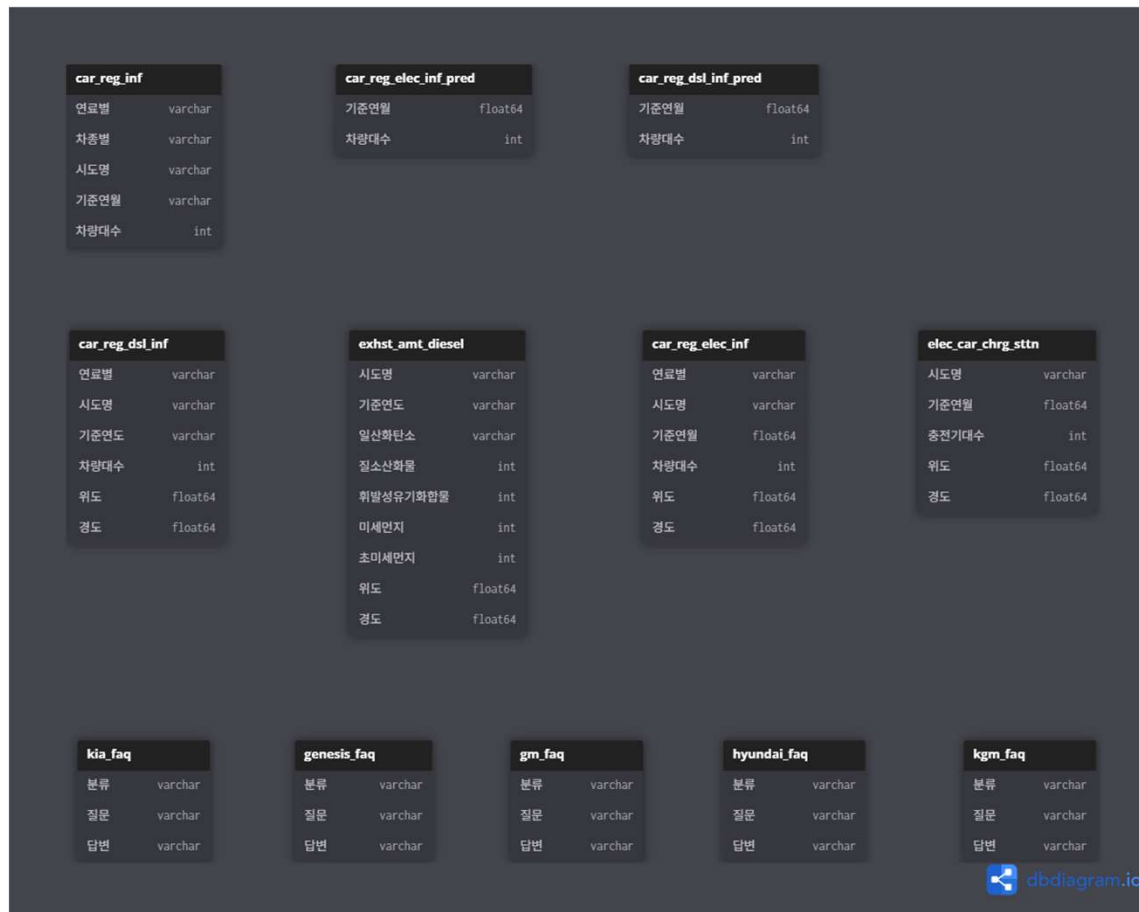 car_reg_inf
연료별 varchar
차종별 varchar
시도명 varchar
기준연월 varchar
차량대수 int
car_reg_elec_inf_pred
기준연월 float64
차량대수 int
car_reg_dsl_inf_pred
기준연월 float64
차량대수 int
car_reg_dsl_inf
연료별 varchar
시도명 varchar
기준연도 varchar
차량대수 int
위도 float64
경도 float64
exhst_amt_diesel
시도명 varchar
기준연도 varchar
일산화탄소 varchar
질소산화물 int
휘발성유기화합물 int
미세먼지 int
초미세먼지 int
위도 float64
경도 float64
car_reg_elec_inf
연료별 varchar
시도명 varchar
기준연월 float64
차량대수 int
위도 float64
경도 float64
elec_car_chrg_sttn
시도명 varchar
기준연월 float64
충전기대수 int
위도 float64
경도 float64
kia_faq
분류 varchar
질문 varchar
답변 varchar
genesis_faq
분류 varchar
질문 varchar
답변 varchar
gm_faq
분류 varchar
질문 varchar
답변 varchar
hyundai_faq
분류 varchar
질문 varchar
답변 varchar
kgm_faq
분류 varchar
질문 varchar
답변 varchar
dbdiagram.io